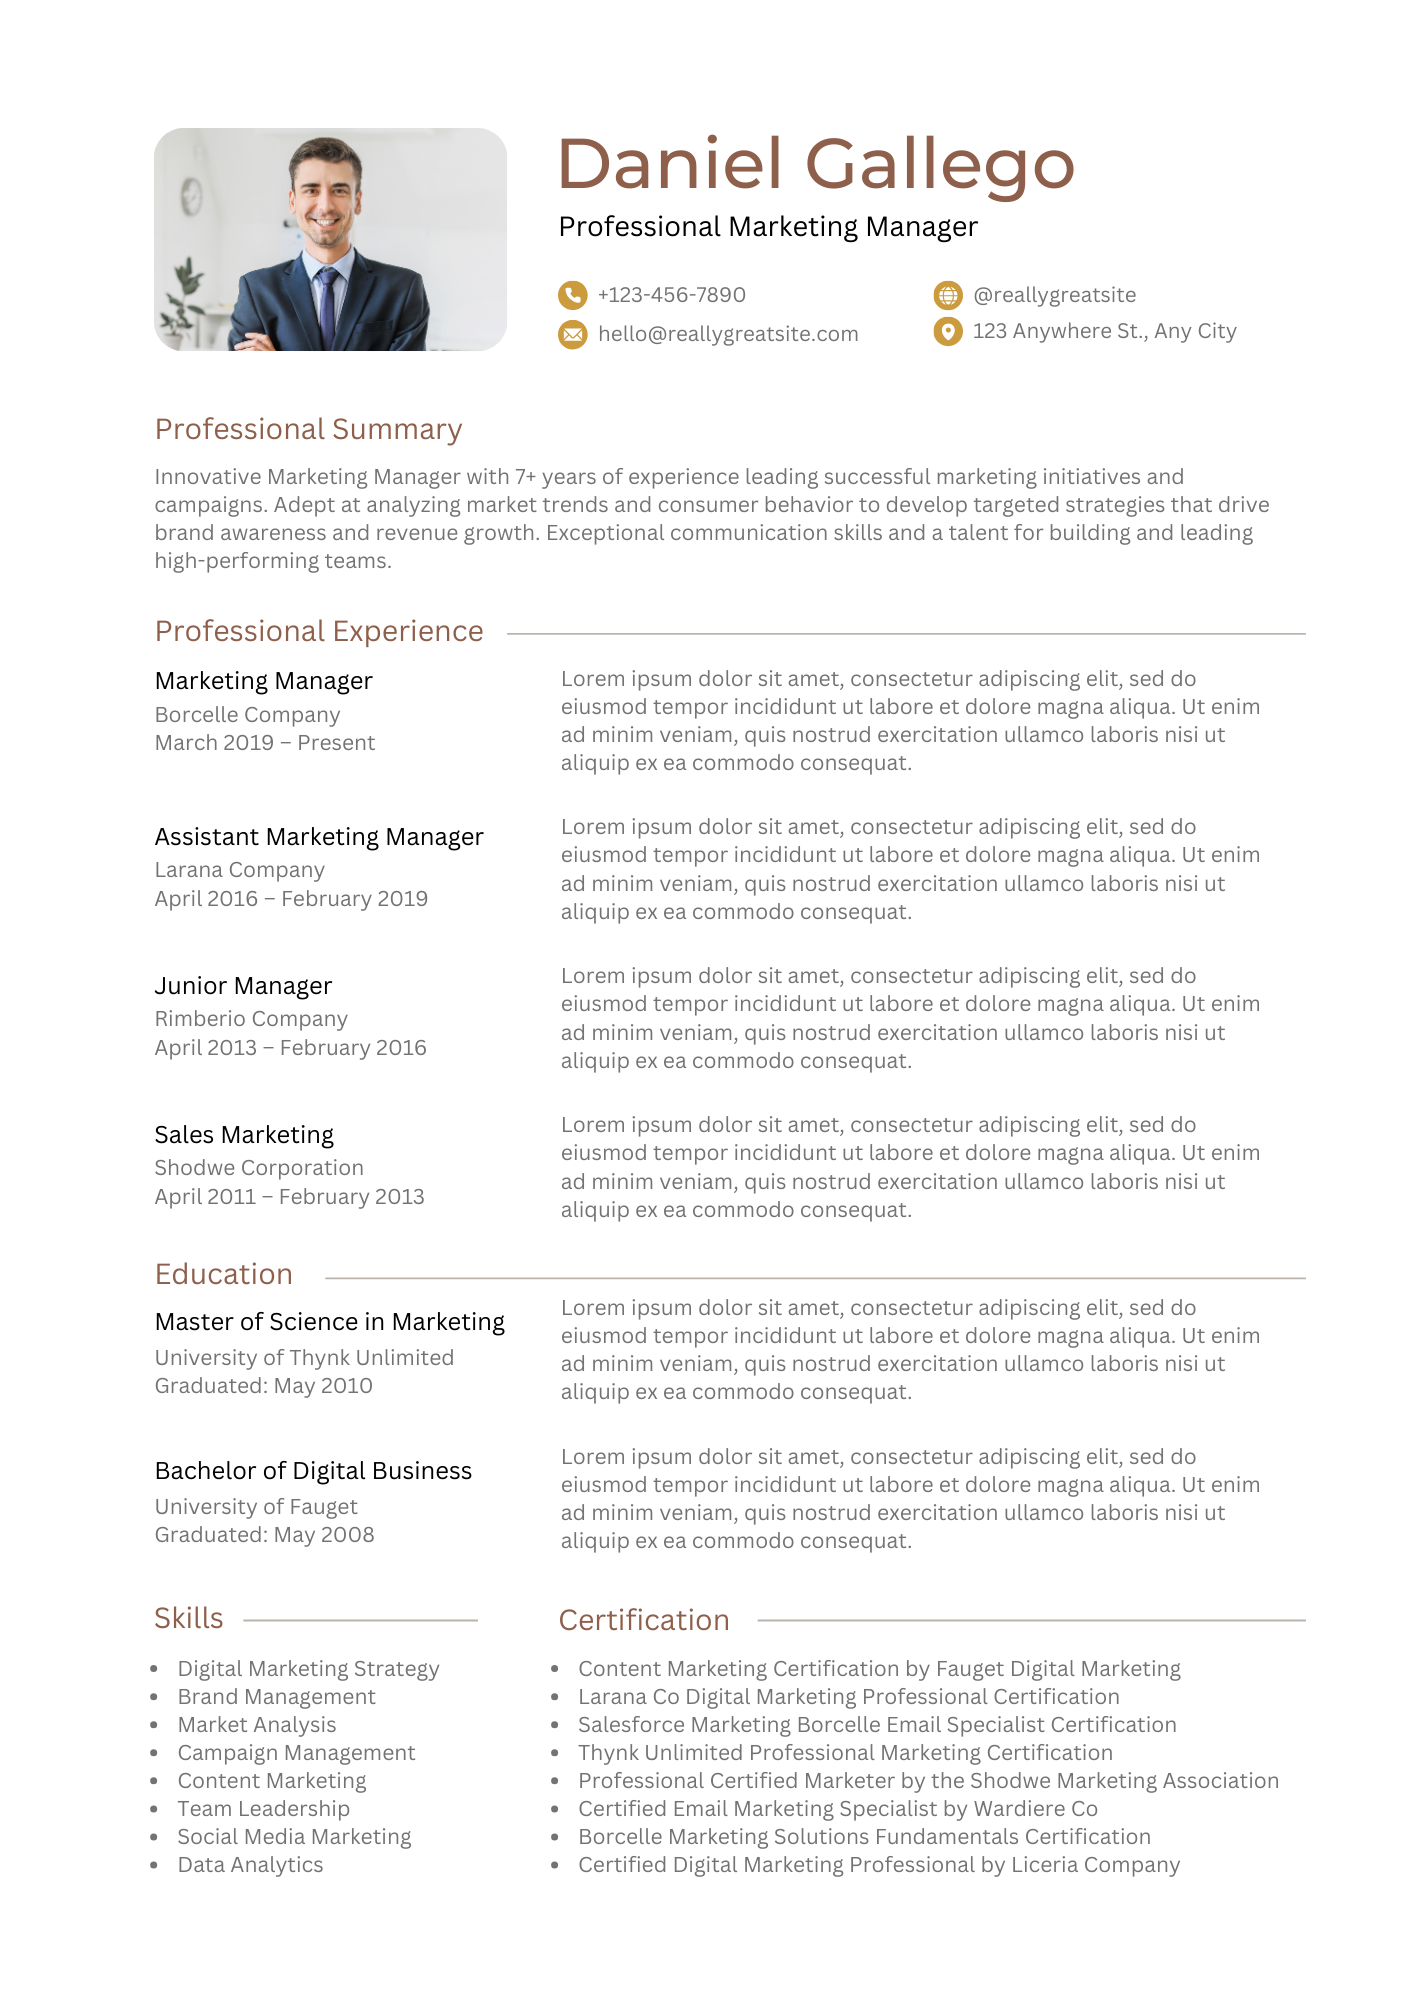 Daniel Gallego
Professional Marketing Manager
+123-456-7890
@reallygreatsite
hello@reallygreatsite.com
123 Anywhere St., Any City
Professional Summary
Innovative Marketing Manager with 7+ years of experience leading successful marketing initiatives and
campaigns. Adept at analyzing market trends and consumer behavior to develop targeted strategies that drive
brand awareness and revenue growth. Exceptional communication skills and a talent for building and leading
high-performing teams.
Professional Experience
Marketing Manager
Borcelle Company
March 2019 – Present
Lorem ipsum dolor sit amet, consectetur adipiscing elit, sed do
eiusmod tempor incididunt ut labore et dolore magna aliqua. Ut enim
ad minim veniam, quis nostrud exercitation ullamco laboris nisi ut
aliquip ex ea commodo consequat.
Assistant Marketing Manager
Larana Company
April 2016 – February 2019
Lorem ipsum dolor sit amet, consectetur adipiscing elit, sed do
eiusmod tempor incididunt ut labore et dolore magna aliqua. Ut enim
ad minim veniam, quis nostrud exercitation ullamco laboris nisi ut
aliquip ex ea commodo consequat.
Junior Manager
Rimberio Company
April 2013 – February 2016
Lorem ipsum dolor sit amet, consectetur adipiscing elit, sed do
eiusmod tempor incididunt ut labore et dolore magna aliqua. Ut enim
ad minim veniam, quis nostrud exercitation ullamco laboris nisi ut
aliquip ex ea commodo consequat.
Sales Marketing
Shodwe Corporation
April 2011 – February 2013
Lorem ipsum dolor sit amet, consectetur adipiscing elit, sed do
eiusmod tempor incididunt ut labore et dolore magna aliqua. Ut enim
ad minim veniam, quis nostrud exercitation ullamco laboris nisi ut
aliquip ex ea commodo consequat.
Education
Master of Science in Marketing
University of Thynk Unlimited
Graduated: May 2010
Lorem ipsum dolor sit amet, consectetur adipiscing elit, sed do
eiusmod tempor incididunt ut labore et dolore magna aliqua. Ut enim
ad minim veniam, quis nostrud exercitation ullamco laboris nisi ut
aliquip ex ea commodo consequat.
Bachelor of Digital Business
University of Fauget
Graduated: May 2008
Lorem ipsum dolor sit amet, consectetur adipiscing elit, sed do
eiusmod tempor incididunt ut labore et dolore magna aliqua. Ut enim
ad minim veniam, quis nostrud exercitation ullamco laboris nisi ut
aliquip ex ea commodo consequat.
Skills
• Digital Marketing Strategy
• Brand Management
• Market Analysis
• Campaign Management
• Content Marketing
• Team Leadership
• Social Media Marketing
• Data Analytics
Certification
• Content Marketing Certification by Fauget Digital Marketing
• Larana Co Digital Marketing Professional Certification
• Salesforce Marketing Borcelle Email Specialist Certification
• Thynk Unlimited Professional Marketing Certification
• Professional Certified Marketer by the Shodwe Marketing Association
• Certified Email Marketing Specialist by Wardiere Co
• Borcelle Marketing Solutions Fundamentals Certification
• Certified Digital Marketing Professional by Liceria Company